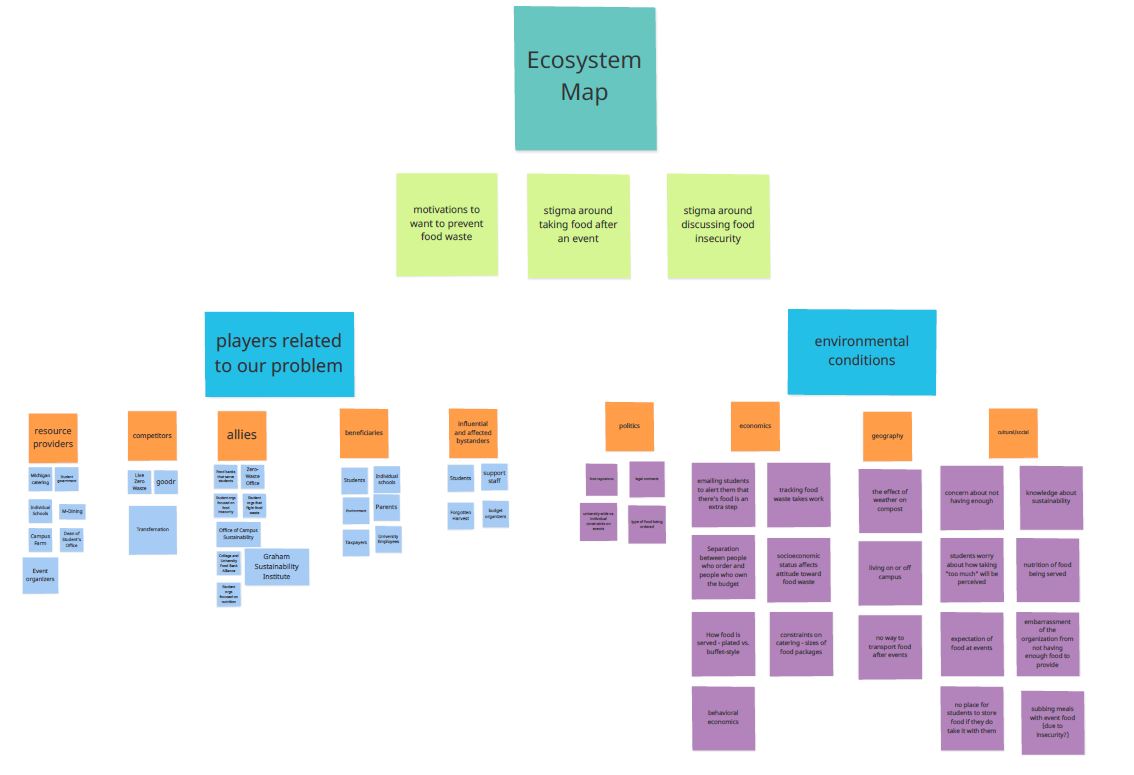 Ecosystem
Map
motivations to
want to prevent
food waste
stigma around
taking food after
an event
stigma around
discussing food
insecurity
players related
to our problem
environmental
conditions
resource
providers
competitors
allies
beneficiaries
influential
and affected
bystanders
politics
economics
geography
cultural/social
Michigan
catering
Student
government
Individual
Schools
M-Dining
Campus
Farm
Dean of
Student's
Office
Event
organizers
Live
Zero
Waste
goodr
Transfernation
Food banks
that serve
students
Zero-
Waste
Office
Student orgs
focused on
food
insecurity
Student
orgs that
fight food
waste
Office of Campus
Sustainability
College and
University
Food Bank
Alliance
Graham
Sustainability
Institute
Student
orgs
focused on
nutrition
Students
Individual
schools
Environment
Parents
Taxpayers
University
Employees
Students
support
staff
Forgotten
Harvest
budget
organizers
food regulations
legal contracts
university-wide vs.
individual
constraints on
events
type of food being
ordered
emailing students
to alert them that
there's food is an
extra step
tracking food
waste takes work
Separation
between people
who order and
people who own
the budget
socioeconomic
status affects
attitude toward
food waste
How food is
served - plated vs.
buffet-style
constraints on
catering - sizes of
food packages
behavioral
economics
the effect of
weather on
compost
living on or off
campus
no way to
transport food
after events
concern about not
having enough
knowledge about
sustainability
students worry
about how taking
"too much" will be
perceived
nutrition of food
being served
expectation of
food at events
embarrassment
of the
organization from
not having
enough food to
provide
no place for
students to store
food if they do
take it with them
subbing meals
with event food
(due to
insecurity?)